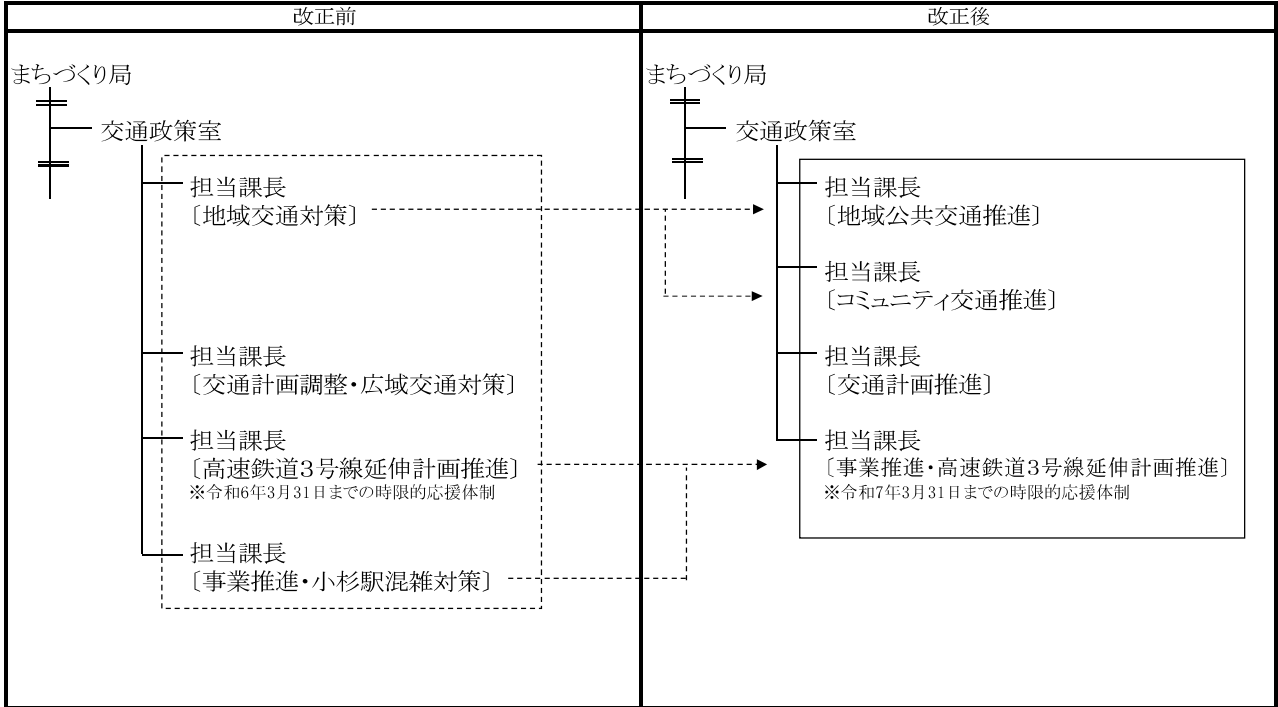 改正前
改正後
まちづくり局
交通政策室
担当課長
〔地域交通対策〕
担当課長
〔交通計画調整・広域交通対策〕
担当課長
〔高速鉄道３号線延伸計画推進〕
※令和6年3月31日までの時限的応援体制
担当課長
〔事業推進・小杉駅混雑対策〕
まちづくり局
交通政策室
担当課長
〔地域公共交通推進〕
担当課長
〔コミュニティ交通推進〕
担当課長
〔交通計画推進〕
担当課長
〔事業推進・高速鉄道３号線延伸計画推進〕
※令和7年3月31日までの時限的応援体制